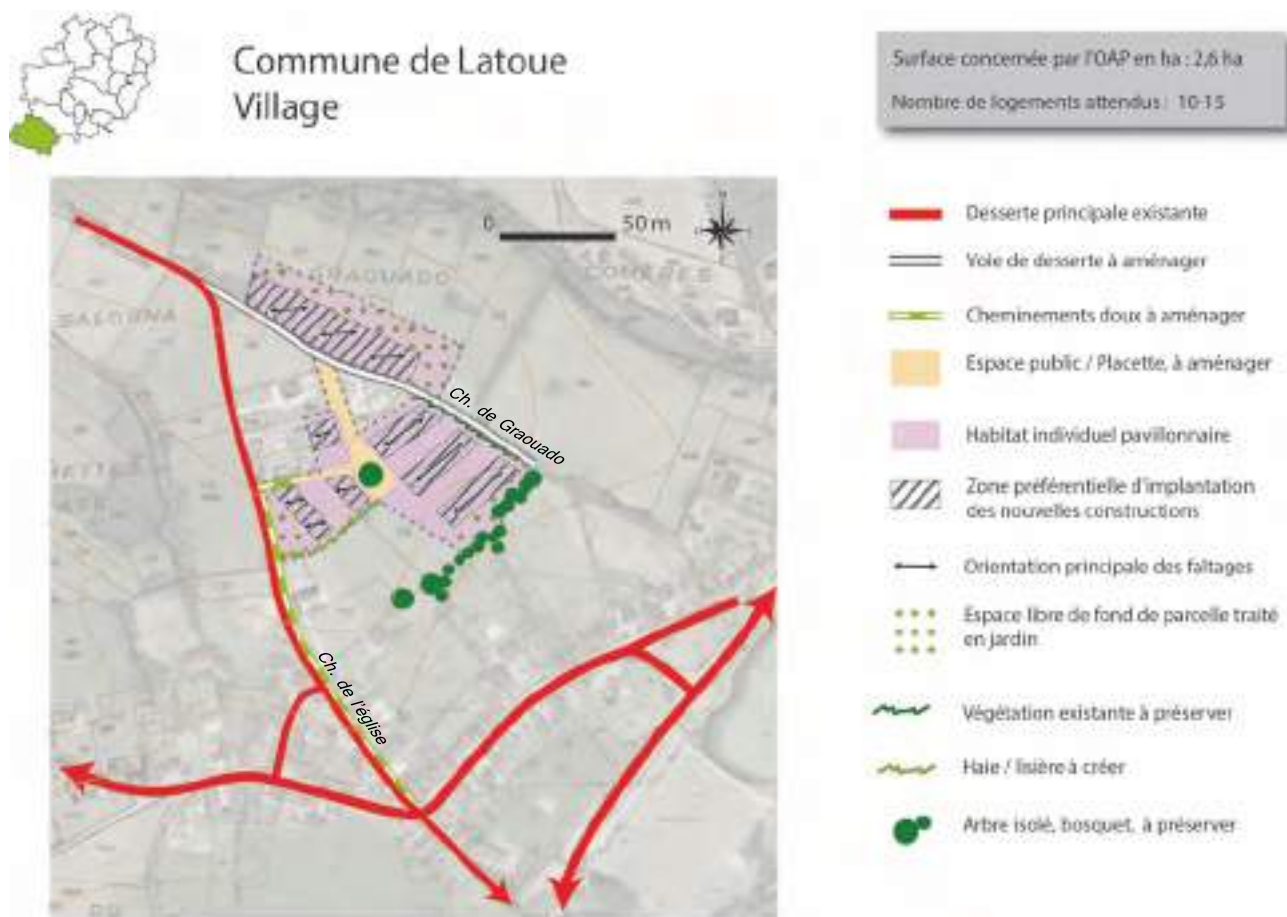 Commune de Latoue
Village
Surface concernée par l'OAP en ha : 2,6 ha
Nombre de logements attendus : 10-15
0 50 m
GRAOUADO
Ch. de Graouado
Ch. de l'église
Desserte principale existante
Voie de desserte à aménager
Cheminements doux à aménager
Espace public / Placette, à aménager
Habitat individuel pavillonnaire
Zone préférentielle d'implantation
des nouvelles constructions
Orientation principale des faîtages
Espace libre de fond de parcelle traité
en jardin
Végétation existante à préserver
Haie / lisière à créer
Arbre isolé, bosquet, à préserver